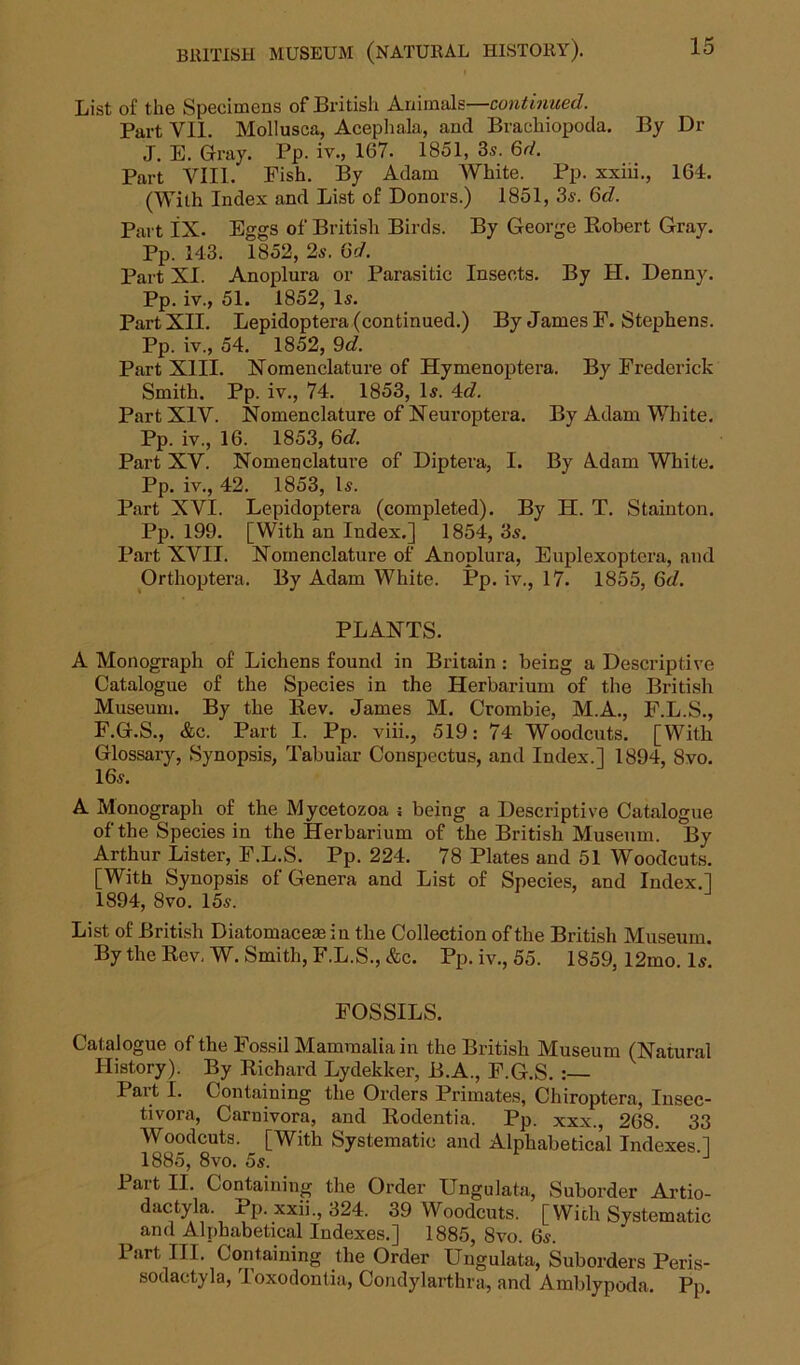 BRITISH MUSEUM (NATURAL HISTORY). 15
List of the Specimens of British Animals—continued.
Part VII. Mollusca, Acephala, and Brachiopoda. By Dr
J. E. Gray. Pp. iv., 167. 1851, 3s. 6d.
Part VIII. Fish. By Adam White. Pp. xxiii., 164.
(With Index and List of Donors.) 1851, 3s. 6d.
Part IX. Eggs of British Birds. By George Robert Gray.
Pp. 143. 1852, 2s. 6d.
Part XI. Anoplura or Parasitic Insects. By H. Denny.
Pp. iv., 51. 1852, 1s.
Part XII. Lepidoptera (continued.) By James F. Stephens.
Pp. iv., 54. 1852, 9d.
Part XIII. Nomenclature of Hymenoptera. By Frederick
Smith. Pp. iv., 74. 1853, 1s. 4d.
Part XIV. Nomenclature of Neuroptera. By Adam White.
Pp. iv., 16. 1853, 6d.
Part XV. Nomenclature of Diptera, I. By Adam White.
Pp. iv., 42. 1853, 1s.
Part XVI. Lepidoptera (completed). By H. T. Stainton.
Pp. 199. [With an Index.] 1854, 3s.
Part XVII. Nomenclature of Anoplura, Euplexoptera, and
Orthoptera. By Adam White. Pp. iv., 17. 1855, 6d.
PLANTS.
A Monograph of Lichens found in Britain : being a Descriptive
Catalogue of the Species in the Herbarium of the British
Museum. By the Rev. James M. Crombie, M.A., F.L.S.,
F.G.S., &c. Part I. Pp. viii., 519: 74 Woodcuts. [With
Glossary, Synopsis, Tabular Conspectus, and Index.] 1894, 8vo.
16s.
A Monograph of the Mycetozoa : being a Descriptive Catalogue
of the Species in the Herbarium of the British Museum. By
Arthur Lister, F.L.S. Pp. 224. 78 Plates and 51 Woodcuts.
[With Synopsis of Genera and List of Species, and Index.]
1894, 8vo. 15s.
List of British Diatomaceæ in the Collection of the British Museum.
By the Rev. W. Smith, F.L.S., &c. Pp. iv., 55. 1859, 12mo. 1s.
FOSSILS.
Catalogue of the Fossil Mammalia in the British Museum (Natural
History). By Richard Lydekker, B.A., F.G.S. :—
Part I. Containing the Orders Primates, Chiroptera, Insec-
tivora, Carnivora, and Rodentia. Pp. xxx., 268. 33
Woodcuts. [With Systematic and Alphabetical Indexes.]
1885, 8vo. 5s.
Part II. Containing the Order Ungulata, Suborder Artio-
dactyla. Pp. xxii., 324. 39 Woodcuts. [With Systematic
and Alphabetical Indexes.] 1885, 8vo. 6s.
Part III. Containing the Order Ungulata, Suborders Peris-
sodactyla, Toxodontia, Condylarthra, and Amblypoda. Pp.